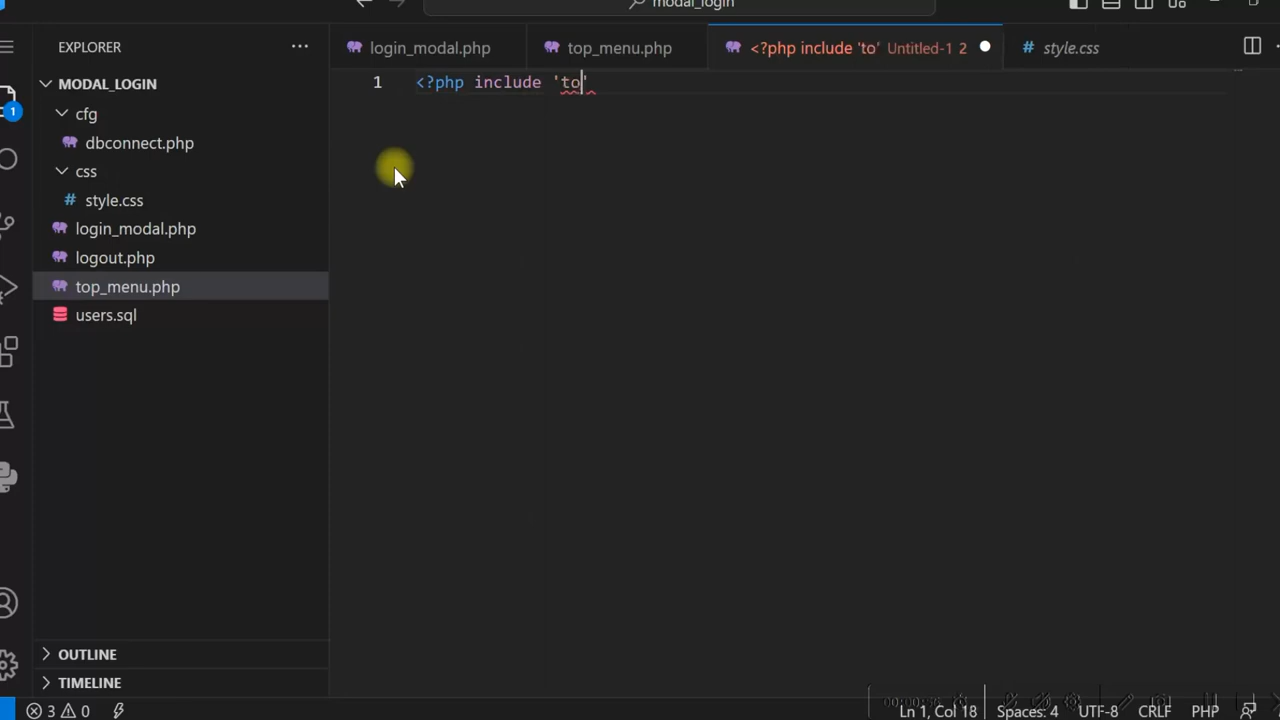 modal_login
EXPLORER
login_modal.php
top_menu.php
<?php include 'to' Untitled-1 2
style.css
MODAL_LOGIN
1
<?php include 'to'
cfg
1
dbconnect.php
css
style.css
login_modal.php
logout.php
top_menu.php
users.sql
OUTLINE
TIMELINE
3 0
Ln 1, Col 18
Spaces: 4
UTF-8
CRLF
PHP